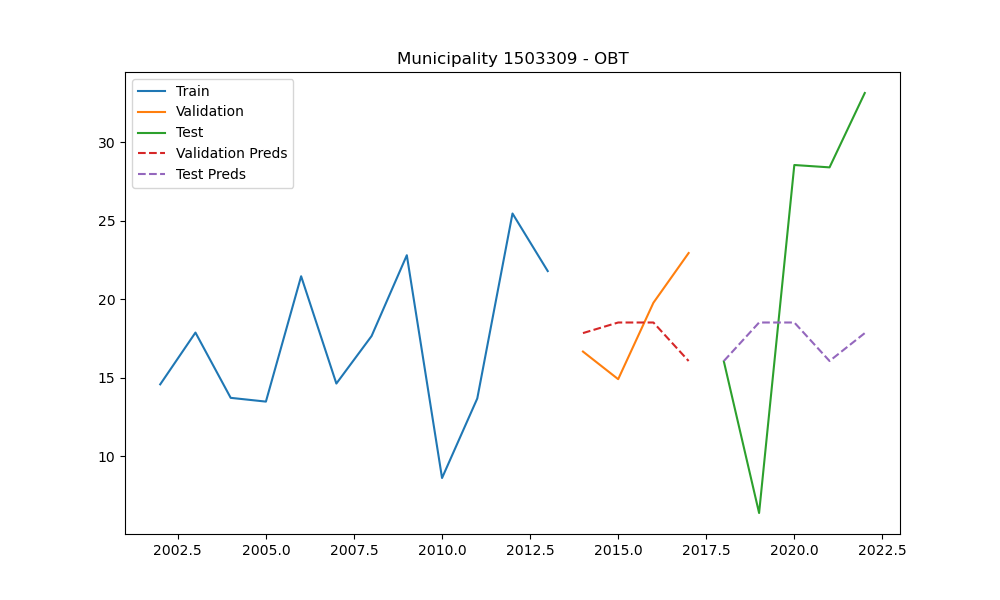 Municipality 1503309 - OBT
Train
Validation
Test
Validation Preds
Test Preds
30
25
20
15
10
2002.5 2005.0 2007.5 2010.0 2012.5 2015.0 2017.5 2020.0 2022.5